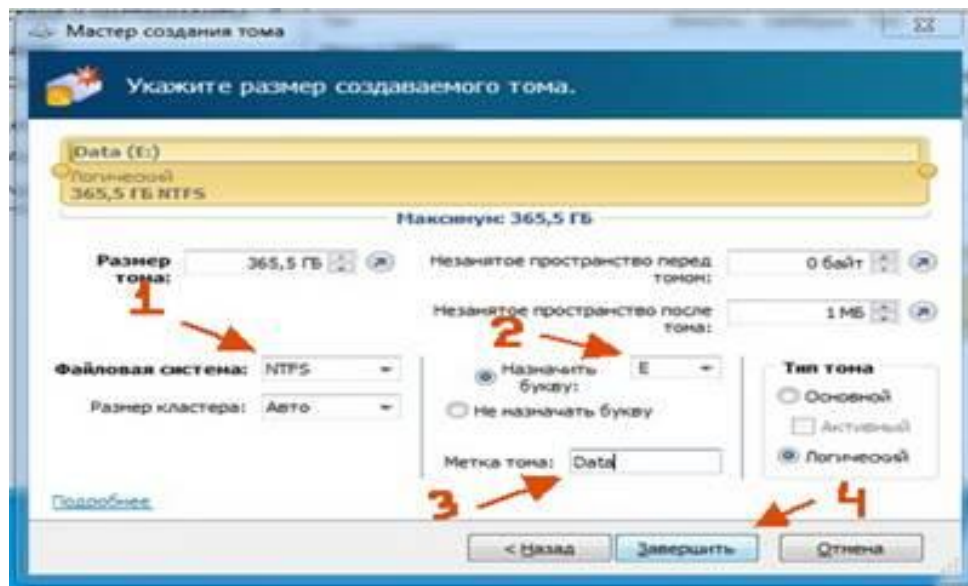 Мастер создания тома
Укажите размер создаваемого тома.
Data (E:)
Логический
365,5 ГБ NTFS
Максимум: 365,5 ГБ
Размер тома:
365,5 ГБ
Незанятое пространство перед томом:
0 байт
1
Незанятое пространство после тома:
1 МБ
2
Файловая система: NTFS
Назначить букву:
E
Тип тома
Размер кластера: Авто
Не назначать букву
Основной
Активный
Метка тома: Data
Логический
3
4
Подробнее
< Назад
Завершить
Отмена